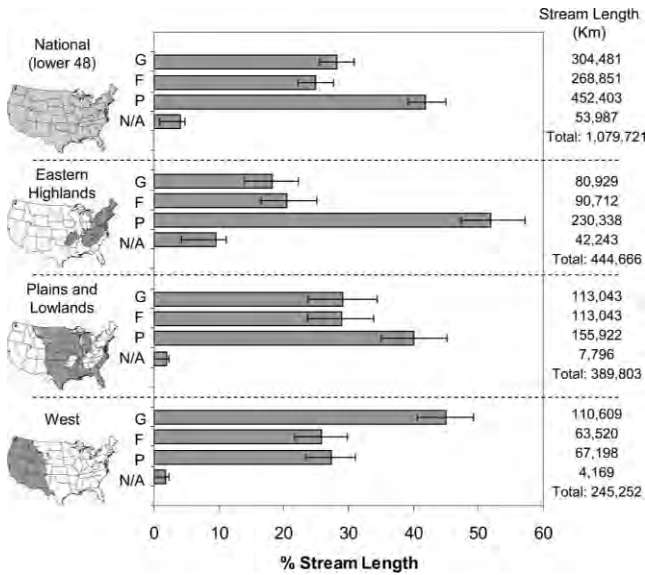 Stream Length
(Km)
National
(lower 48)
G 304,481
F 268,851
P 452,403
N/A 53,987
Total: 1,079,721
Eastern
Highlands
G 80,929
F 90,712
P 230,338
N/A 42,243
Total: 444,666
Plains and
Lowlands
G 113,043
F 113,043
P 155,922
N/A 7,796
Total: 389,803
West
G 110,609
F 63,520
P 67,198
N/A 4,169
Total: 245,252
0 10 20 30 40 50 60
% Stream Length